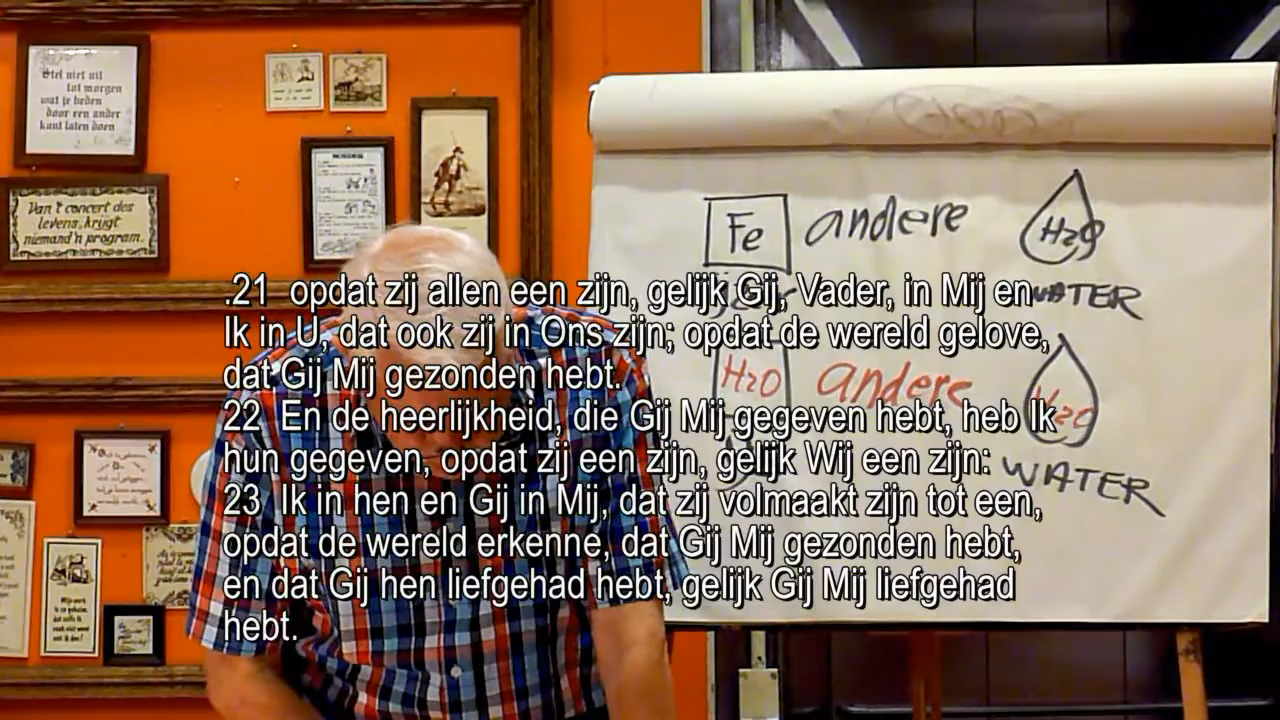 Stel niet uit
tot morgen
wat je heden
door een ander
kunt laten doen
Van 't concert des
levens, krijgt
niemand 'n program.
Fe andere H2O
WATER
H2O andere H2O
WATER
.21 opdat zij allen een zijn, gelijk Gij, Vader, in Mij en
Ik in U, dat ook zij in Ons zijn; opdat de wereld gelove,
dat Gij Mij gezonden hebt.
22 En de heerlijkheid, die Gij Mij gegeven hebt, heb Ik
hun gegeven, opdat zij een zijn, gelijk Wij een zijn:
23 Ik in hen en Gij in Mij, dat zij volmaakt zijn tot een,
opdat de wereld erkenne, dat Gij Mij gezonden hebt,
en dat Gij hen liefgehad hebt, gelijk Gij Mij liefgehad
hebt.